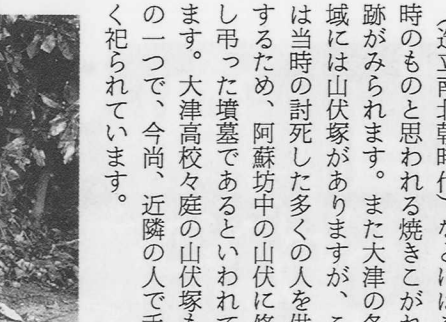 （造立南北朝時代）などには
時のものと思われる焼きこがれ
跡がみられます。また大津の各
域には山伏塚がありますが、こ
は当時の討死した多くの人を供
するため、阿蘇坊中の山伏に
し弔った墳墓であるといわれて
ます。大津高校々庭の山伏塚も
の一つで、今尚、近隣の人で
く祀られています。